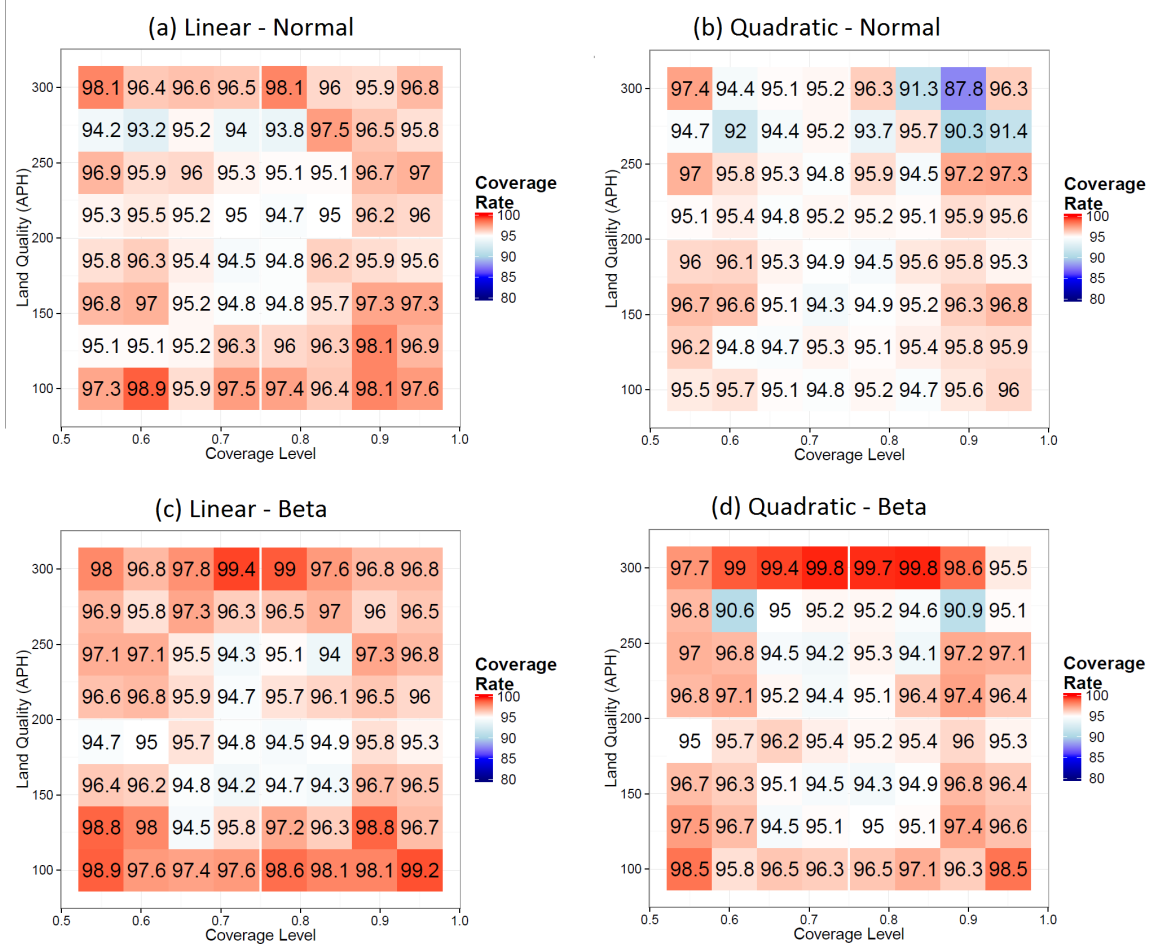 (a) Linear - Normal
300 98.1 96.4 96.6 96.5 98.1 96 95.9 96.8
94.2 93.2 95.2 94 93.8 97.5 96.5 95.8
250
96.9 95.9 96 95.3 95.1 95.1 96.7 97
95.3 95.5 95.2 95 94.7 95 96.2 96
200
95.8 96.3 95.4 94.5 94.8 96.2 95.9 95.6
150 96.8 97 95.2 94.8 94.8 95.7 97.3 97.3
95.1 95.1 95.2 96.3 96 96.3 98.1 96.9
100 97.3 98.9 95.9 97.5 97.4 96.4 98.1 97.6
0.5 0.6 0.7 0.8 0.9 1.0
Coverage Level
Land Quality (APH)
Coverage
Rate
100
95
90
85
80
(b) Quadratic - Normal
300 97.4 94.4 95.1 95.2 96.3 91.3 87.8 96.3
94.7 92 94.4 95.2 93.7 95.7 90.3 91.4
250
97 95.8 95.3 94.8 95.9 94.5 97.2 97.3
95.1 95.4 94.8 95.2 95.2 95.1 95.9 95.6
200
96 96.1 95.3 94.9 94.5 95.6 95.8 95.3
150 96.7 96.6 95.1 94.3 94.9 95.2 96.3 96.8
96.2 94.8 94.7 95.3 95.1 95.4 95.8 95.9
100 95.5 95.7 95.1 94.8 95.2 94.7 95.6 96
0.5 0.6 0.7 0.8 0.9 1.0
Coverage Level
Land Quality (APH)
Coverage
Rate
100
95
90
85
80
(c) Linear - Beta
300 98 96.8 97.8 99.4 99 97.6 96.8 96.8
96.9 95.8 97.3 96.3 96.5 97 96 96.5
250
97.1 97.1 95.5 94.3 95.1 94 97.3 96.8
96.6 96.8 95.9 94.7 95.7 96.1 96.5 96
200
94.7 95 95.7 94.8 94.5 94.9 95.8 95.3
150 96.4 96.2 94.8 94.2 94.7 94.3 96.7 96.5
98.8 98 94.5 95.8 97.2 96.3 98.8 96.7
100 98.9 97.6 97.4 97.6 98.6 98.1 98.1 99.2
0.5 0.6 0.7 0.8 0.9 1.0
Coverage Level
Land Quality (APH)
Coverage
Rate
100
95
90
85
80
(d) Quadratic - Beta
300 97.7 99 99.4 99.8 99.7 99.8 98.6 95.5
96.8 90.6 95 95.2 95.2 94.6 90.9 95.1
250
97 96.8 94.5 94.2 95.3 94.1 97.2 97.1
96.8 97.1 95.2 94.4 95.1 96.4 97.4 96.4
200
95 95.7 96.2 95.4 95.2 95.4 96 95.3
150 96.7 96.3 95.1 94.5 94.3 94.9 96.8 96.4
97.5 96.7 94.5 95.1 95 95.1 97.4 96.6
100 98.5 95.8 96.5 96.3 96.5 97.1 96.3 98.5
0.5 0.6 0.7 0.8 0.9 1.0
Coverage Level
Land Quality (APH)
Coverage
Rate
100
95
90
85
80